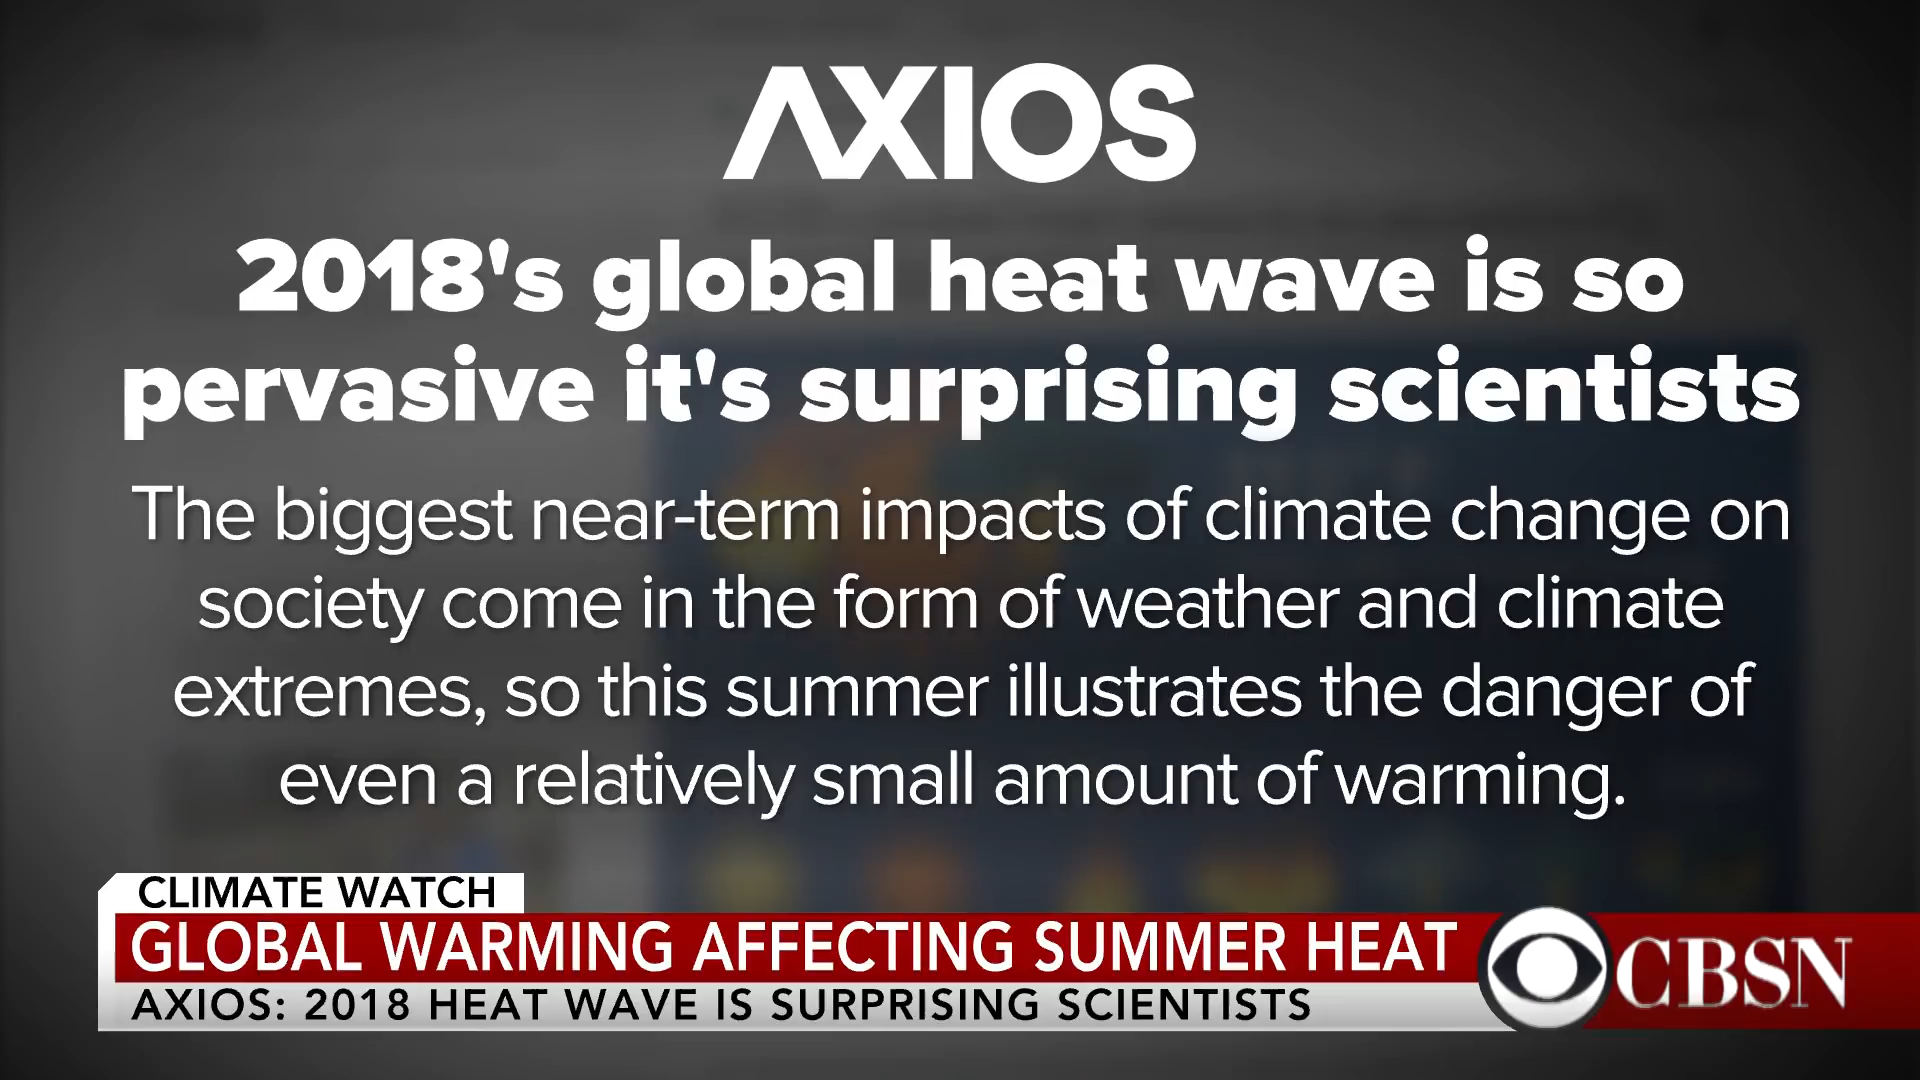 AXIOS
2018's global heat wave is so
pervasive it's surprising scientists
The biggest near-term impacts of climate change on
society come in the form of weather and climate
extremes, so this summer illustrates the danger of
even a relatively small amount of warming.
CLIMATE WATCH
GLOBAL WARMING AFFECTING SUMMER HEAT
AXIOS: 2018 HEAT WAVE IS SURPRISING SCIENTISTS
CBSN